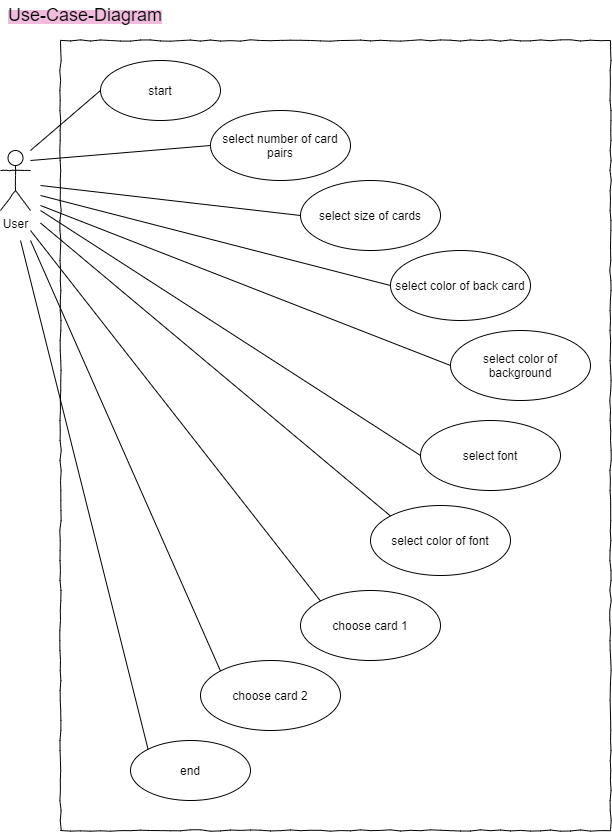 Use-Case-Diagram
start
select number of card
pairs
User
select size of cards
select color of back card
select color of
background
select font
select color of font
choose card 1
choose card 2
end